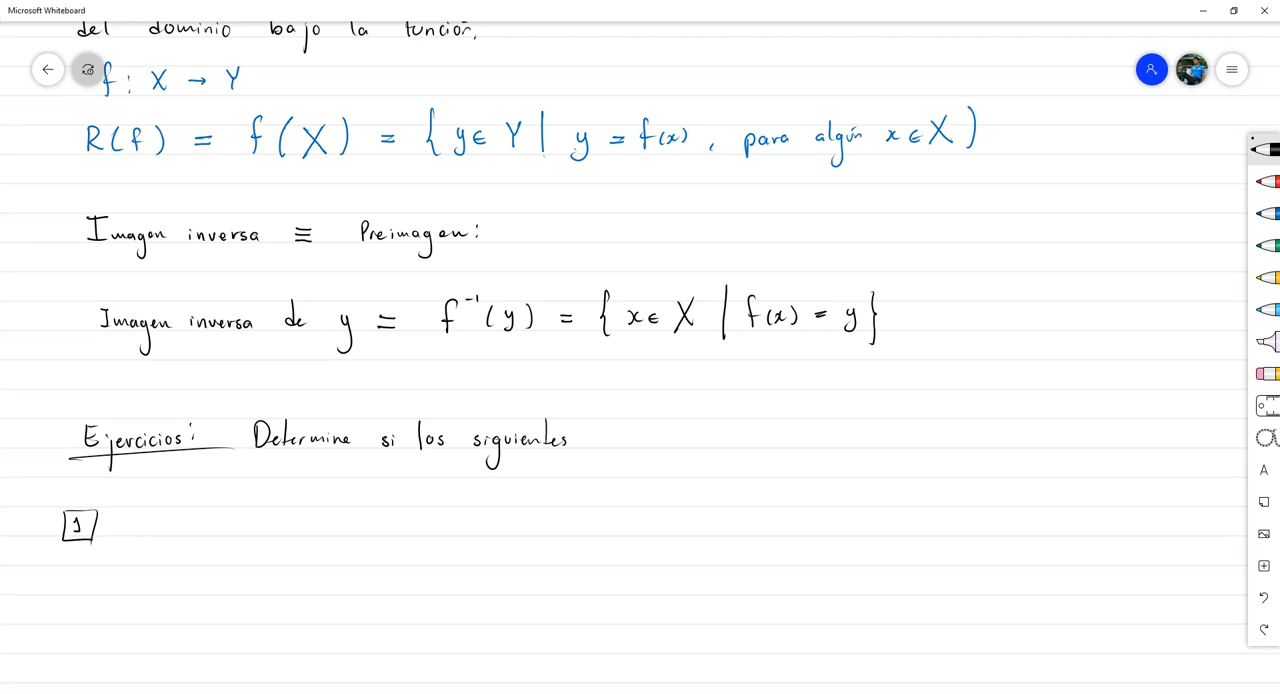 Microsoft Whiteboard
del dominio bajo la función.
f : X → Y
R(f) = f(X) = { y ∈ Y | y = f(x) , para algún x ∈ X )
Imagen inversa ≡ Preimagen :
Imagen inversa de y = f⁻¹(y) = { x ∈ X | f(x) = y }
Ejercicios : Determine si los siguientes
1
A